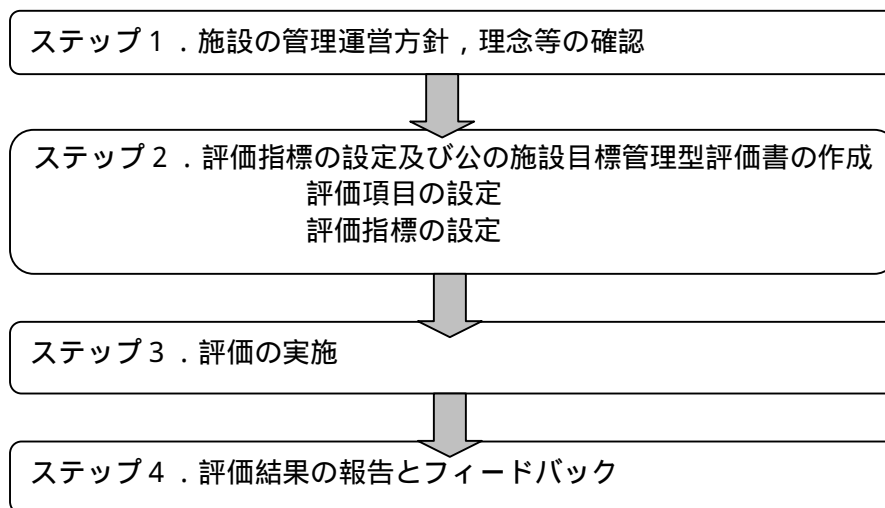 ステップ１．施設の管理運営方針，理念等の確認
ステップ２．評価指標の設定及び公の施設目標管理型評価書の作成
評価項目の設定
評価指標の設定
ステップ３．評価の実施
ステップ４．評価結果の報告とフィードバック